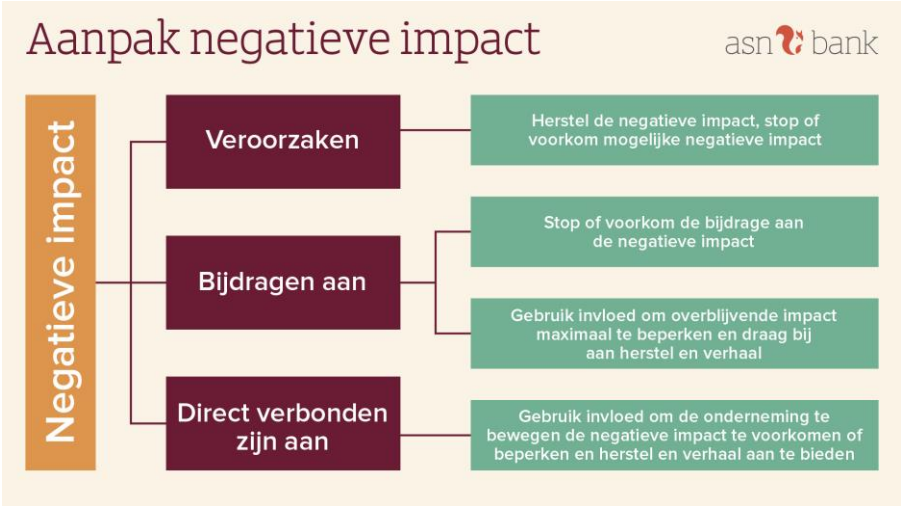 Aanpak negatieve impact
asn bank
Negatieve impact
Veroorzaken
Herstel de negatieve impact, stop of
voorkom mogelijke negatieve impact
Bijdragen aan
Stop of voorkom de bijdrage aan
de negatieve impact
Gebruik invloed om overblijvende impact
maximaal te beperken en draag bij
aan herstel en verhaal
Direct verbonden
zijn aan
Gebruik invloed om de onderneming te
bewegen de negatieve impact te voorkomen of
beperken en herstel en verhaal aan te bieden